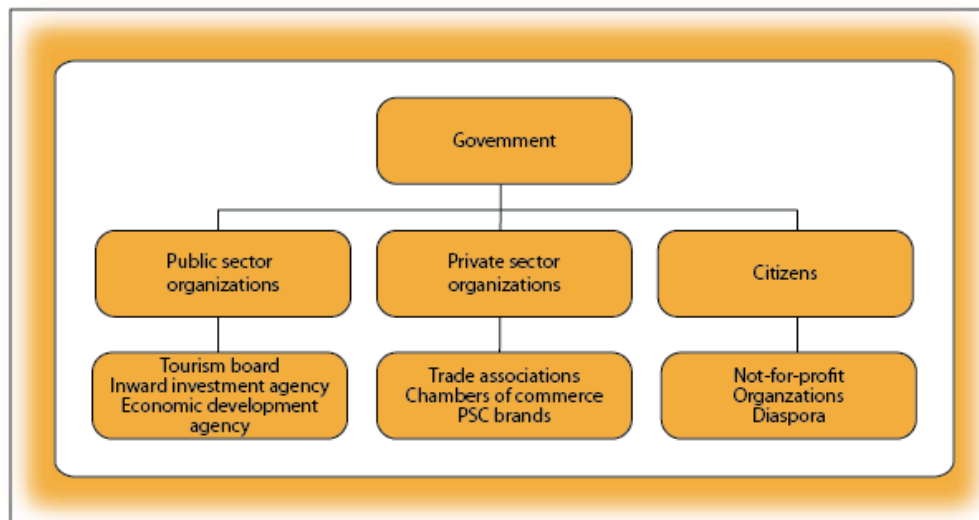 Government
Public sector
organizations
Private sector
organizations
Citizens
Tourism board
Inward investment agency
Economic development
agency
Trade associations
Chambers of commerce
PSC brands
Not-for-profit
Organzations
Diaspora